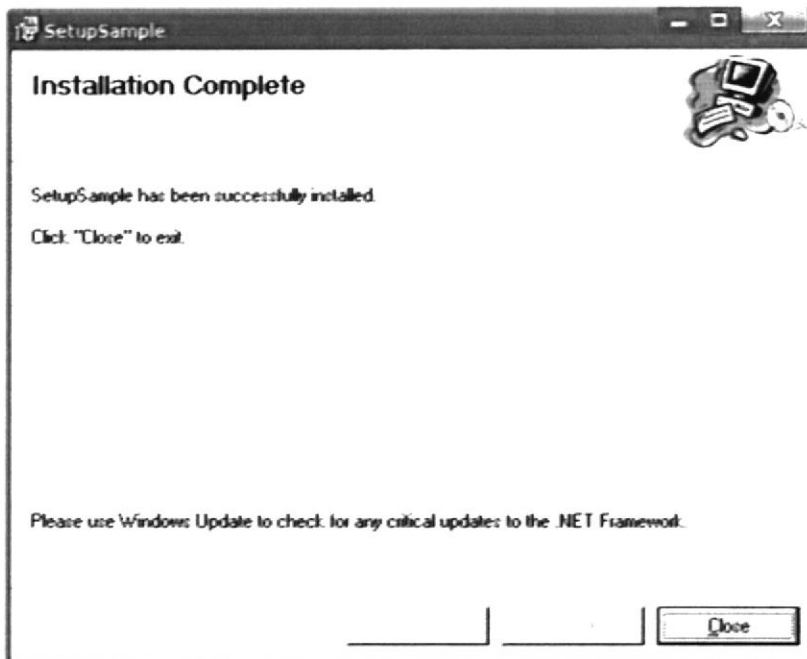 SetupSample
Installation Complete
SetupSample has been successfully installed.
Click "Close" to exit.
Please use Windows Update to check for any critical updates to the .NET Framework.
Close